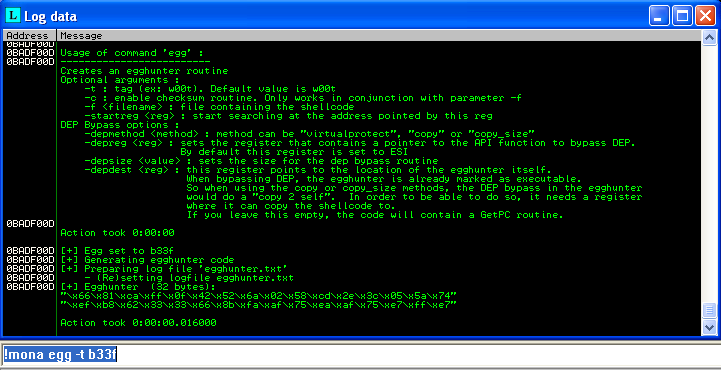 Log data
Address Message
0BADF00D
0BADF00D Usage of command 'egg' :
0BADF00D -------------------------
0BADF00D Creates an egghunter routine
Optional arguments :
-t : tag (ex: w00t). Default value is w00t
-c : enable checksum routine. Only works in conjunction with parameter -f
-f <filename> : file containing the shellcode
-startreg <reg> : start searching at the address pointed by this reg
DEP Bypass options :
-depmethod <method> : method can be "virtualprotect", "copy" or "copy_size"
-depreg <reg> : sets the register that contains a pointer to the API function to bypass DEP.
By default this register is set to ESI
-depsize <value> : sets the size for the dep bypass routine
-depdest <reg> : this register points to the location of the egghunter itself.
When bypassing DEP, the egghunter is already marked as executable.
So when using the copy or copy_size methods, the DEP bypass in the egghunter
would do a "copy 2 self". In order to be able to do so, it needs a register
where it can copy the shellcode to.
If you leave this empty, the code will contain a GetPC routine.
0BADF00D
Action took 0:00:00
0BADF00D [+] Egg set to b33f
0BADF00D [+] Generating egghunter code
0BADF00D [+] Preparing log file 'egghunter.txt'
0BADF00D - (Re)setting logfile egghunter.txt
0BADF00D [+] Egghunter (32 bytes):
0BADF00D "\x66\x81\xca\xff\x0f\x42\x52\x6a\x02\x58\xcd\x2e\x3c\x05\x5a\x74"
"\xef\xb8\x62\x33\x33\x66\x8b\xfa\xaf\x75\xea\xaf\x75\xe7\xff\xe7"
Action took 0:00:00.016000
!mona egg -t b33f